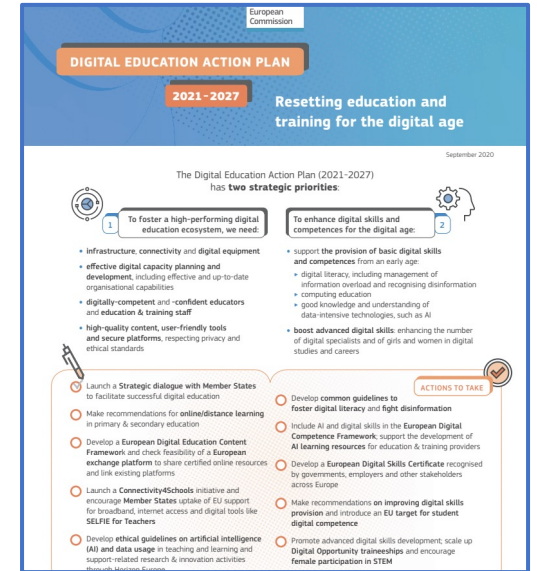 European
Commission
DIGITAL EDUCATION ACTION PLAN
2021-2027
Resetting education and
training for the digital age
September 2020
The Digital Education Action Plan (2021-2027)
has two strategic priorities:
1
To foster a high-performing digital
education ecosystem, we need:
• infrastructure, connectivity and digital equipment
• effective digital capacity planning and
development, including effective and up-to-date
organisational capabilities
• digitally-competent and -confident educators
and education & training staff
• high-quality content, user-friendly tools
and secure platforms, respecting privacy and
ethical standards
To enhance digital skills and
competences for the digital age:
2
• support the provision of basic digital skills
and competences from an early age:
▸ digital literacy, including management of
information overload and recognising disinformation
▸ computing education
▸ good knowledge and understanding of
data-intensive technologies, such as AI
• boost advanced digital skills: enhancing the number
of digital specialists and of girls and women in digital
studies and careers
ACTIONS TO TAKE
Launch a Strategic dialogue with Member States
to facilitate successful digital education
Make recommendations for online/distance learning
in primary & secondary education
Develop a European Digital Education Content
Framework and check feasibility of a European
exchange platform to share certified online resources
and link existing platforms
Launch a Connectivity4Schools initiative and
encourage Member States uptake of EU support
for broadband, internet access and digital tools like
SELFIE for Teachers
Develop ethical guidelines on artificial intelligence
(AI) and data usage in teaching and learning and
support-related research & innovation activities
through Horizon Europe
Develop common guidelines to
foster digital literacy and fight disinformation
Include AI and digital skills in the European Digital
Competence Framework; support the development of
AI learning resources for education & training providers
Develop a European Digital Skills Certificate recognised
by governments, employers and other stakeholders
across Europe
Make recommendations on improving digital skills
provision and introduce an EU target for student
digital competence
Promote advanced digital skills development; scale up
Digital Opportunity traineeships and encourage
female participation in STEM